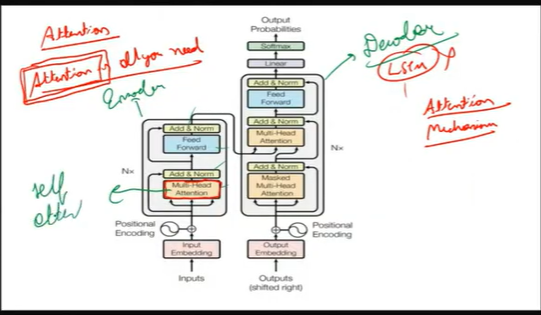 Attention
Attention is all you need
Encoder
self
atten
Decoder
LSTM
Attention
Mechanism
Output
Probabilities
Softmax
Linear
Add & Norm
Feed
Forward
Add & Norm
Multi-Head
Attention
Add & Norm
Masked
Multi-Head
Attention
Nx
Positional
Encoding
Output
Embedding
Outputs
(shifted right)
Add & Norm
Feed
Forward
Add & Norm
Multi-Head
Attention
Nx
Positional
Encoding
Input
Embedding
Inputs